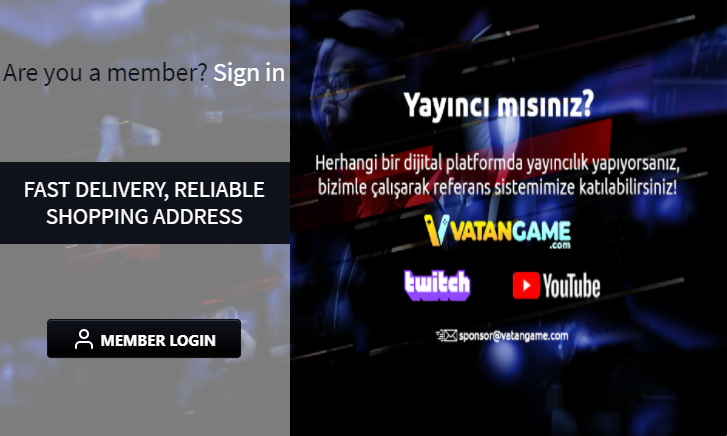 Are you a member? Sign in
FAST DELIVERY, RELIABLE
SHOPPING ADDRESS
MEMBER LOGIN
Yayıncı mısınız?
Herhangi bir dijital platformda yayıncılık yapıyorsanız,
bizimle çalışarak referans sistemimize katılabilirsiniz!
VATANGAME
.com
twitch
YouTube
sponsor@vatangame.com